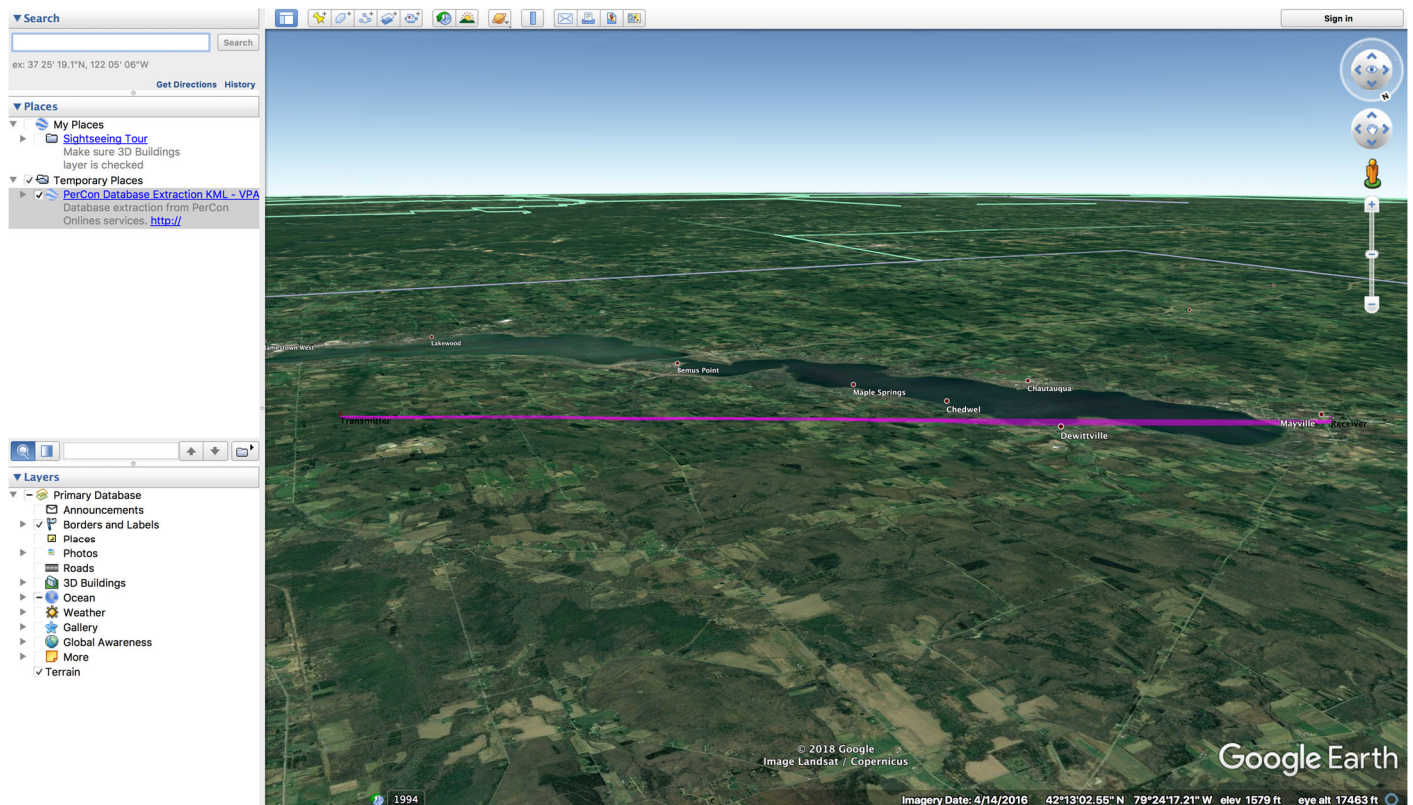 Search
Search
ex: 37 25' 19.1"N, 122 05' 06"W
Get Directions History
Places
My Places
Sightseeing Tour
Make sure 3D Buildings
layer is checked
Temporary Places
PerCon Database Extraction KML - VPA
Database extraction from PerCon
Onlines services. http://
Layers
Primary Database
Announcements
Borders and Labels
Places
Photos
Roads
3D Buildings
Ocean
Weather
Gallery
Global Awareness
More
Terrain
Sign in
N
Jamestown West
Lakewood
Bemus Point
Maple Springs
Chautauqua
Chedwel
Transmitter
Dewittville
Mayville
Receiver
© 2018 Google
Image Landsat / Copernicus
Google Earth
1994
Imagery Date: 4/14/2016 42°13'02.55" N 79°24'17.21" W elev 1579 ft eye alt 17463 ft